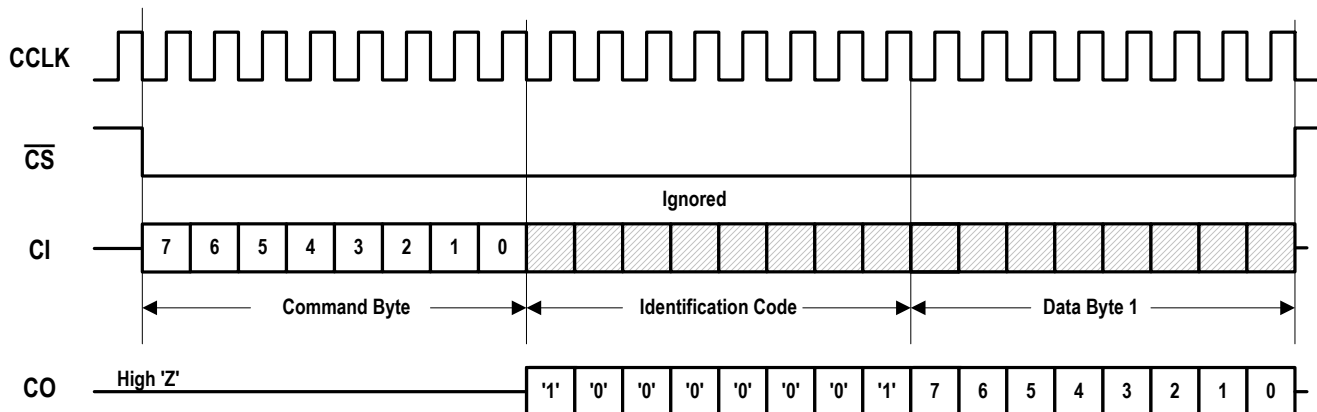 CCLK
C̅S̅
Ignored
CI 7 6 5 4 3 2 1 0
Command Byte Identification Code Data Byte 1
High 'Z'
CO '1' '0' '0' '0' '0' '0' '0' '1' 7 6 5 4 3 2 1 0